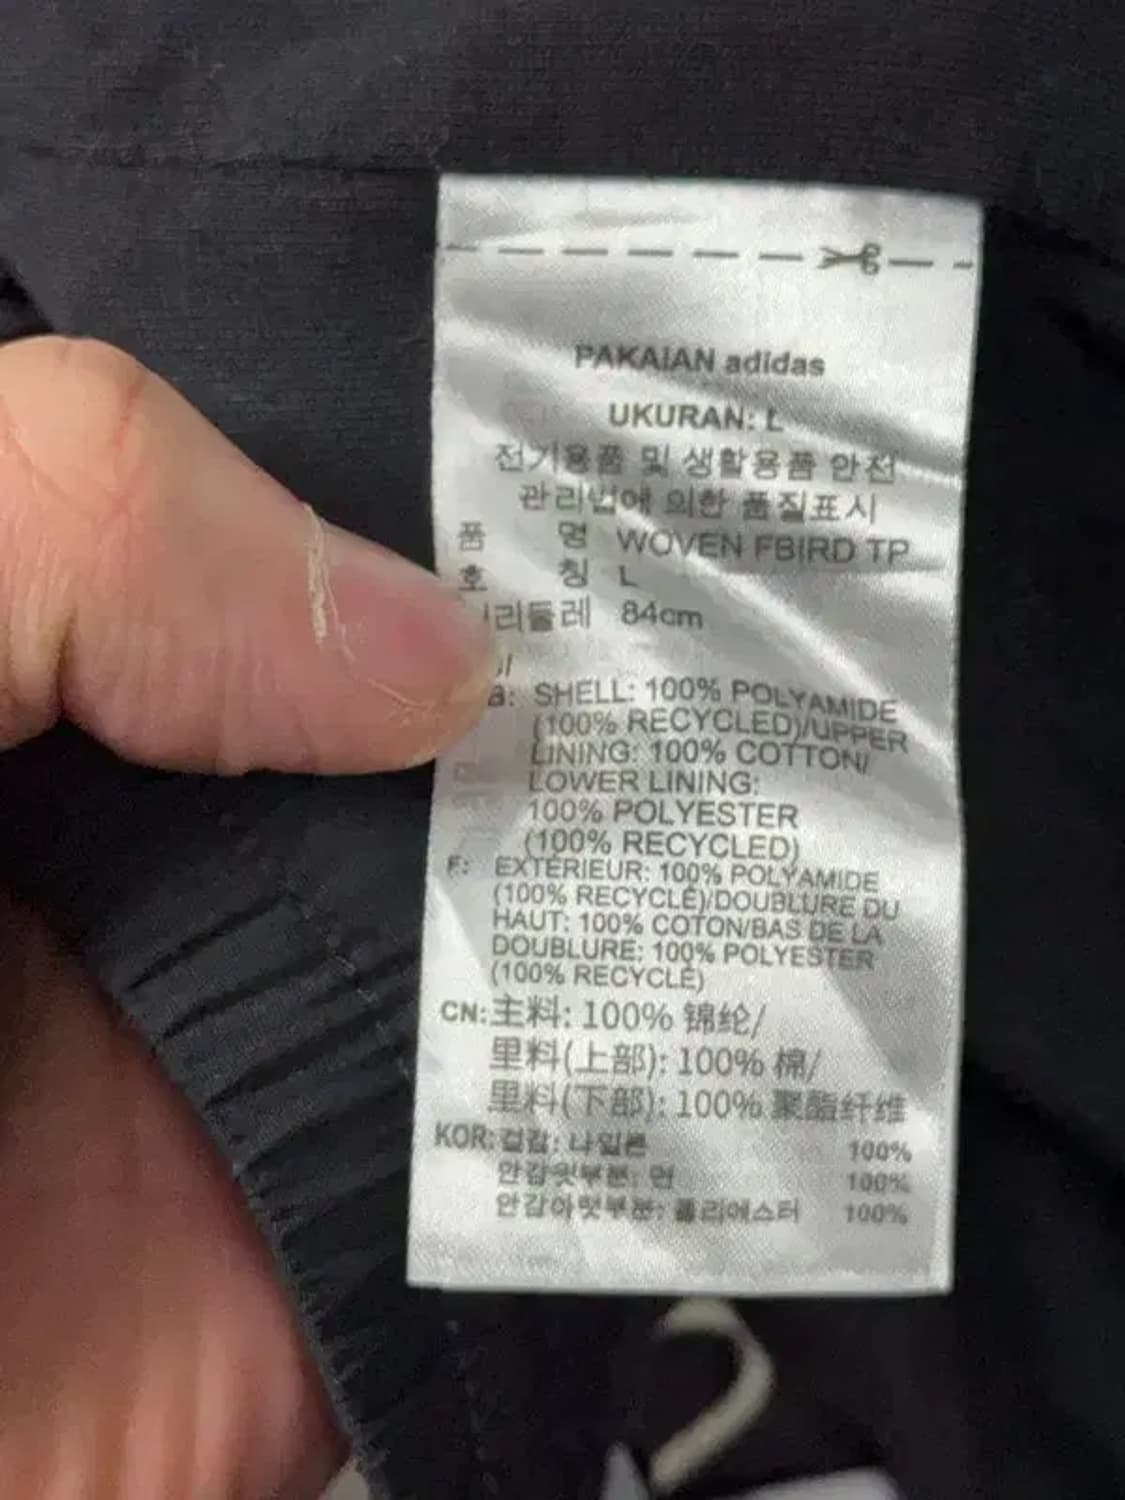 PAKAIAN adidas
UKURAN: L
전기용품 및 생활용품 안전
관리법에 의한 품질표시
품 명 WOVEN FBIRD TP
호 칭 L
리둘레 84cm
SHELL: 100% POLYAMIDE
(100% RECYCLED)/UPPER
LINING: 100% COTTON/
LOWER LINING:
100% POLYESTER
(100% RECYCLED)
F: EXTÉRIEUR: 100% POLYAMIDE
(100% RECYCLÉ)/DOUBLURE DU
HAUT: 100% COTON/BAS DE LA
DOUBLURE: 100% POLYESTER
(100% RECYCLÉ)
CN: 主料: 100% 锦纶/
里料(上部): 100% 棉/
里料(下部): 100% 聚酯纤维
KOR: 겉감: 나일론 100%
안감윗부분: 면 100%
안감아랫부분: 폴리에스터 100%